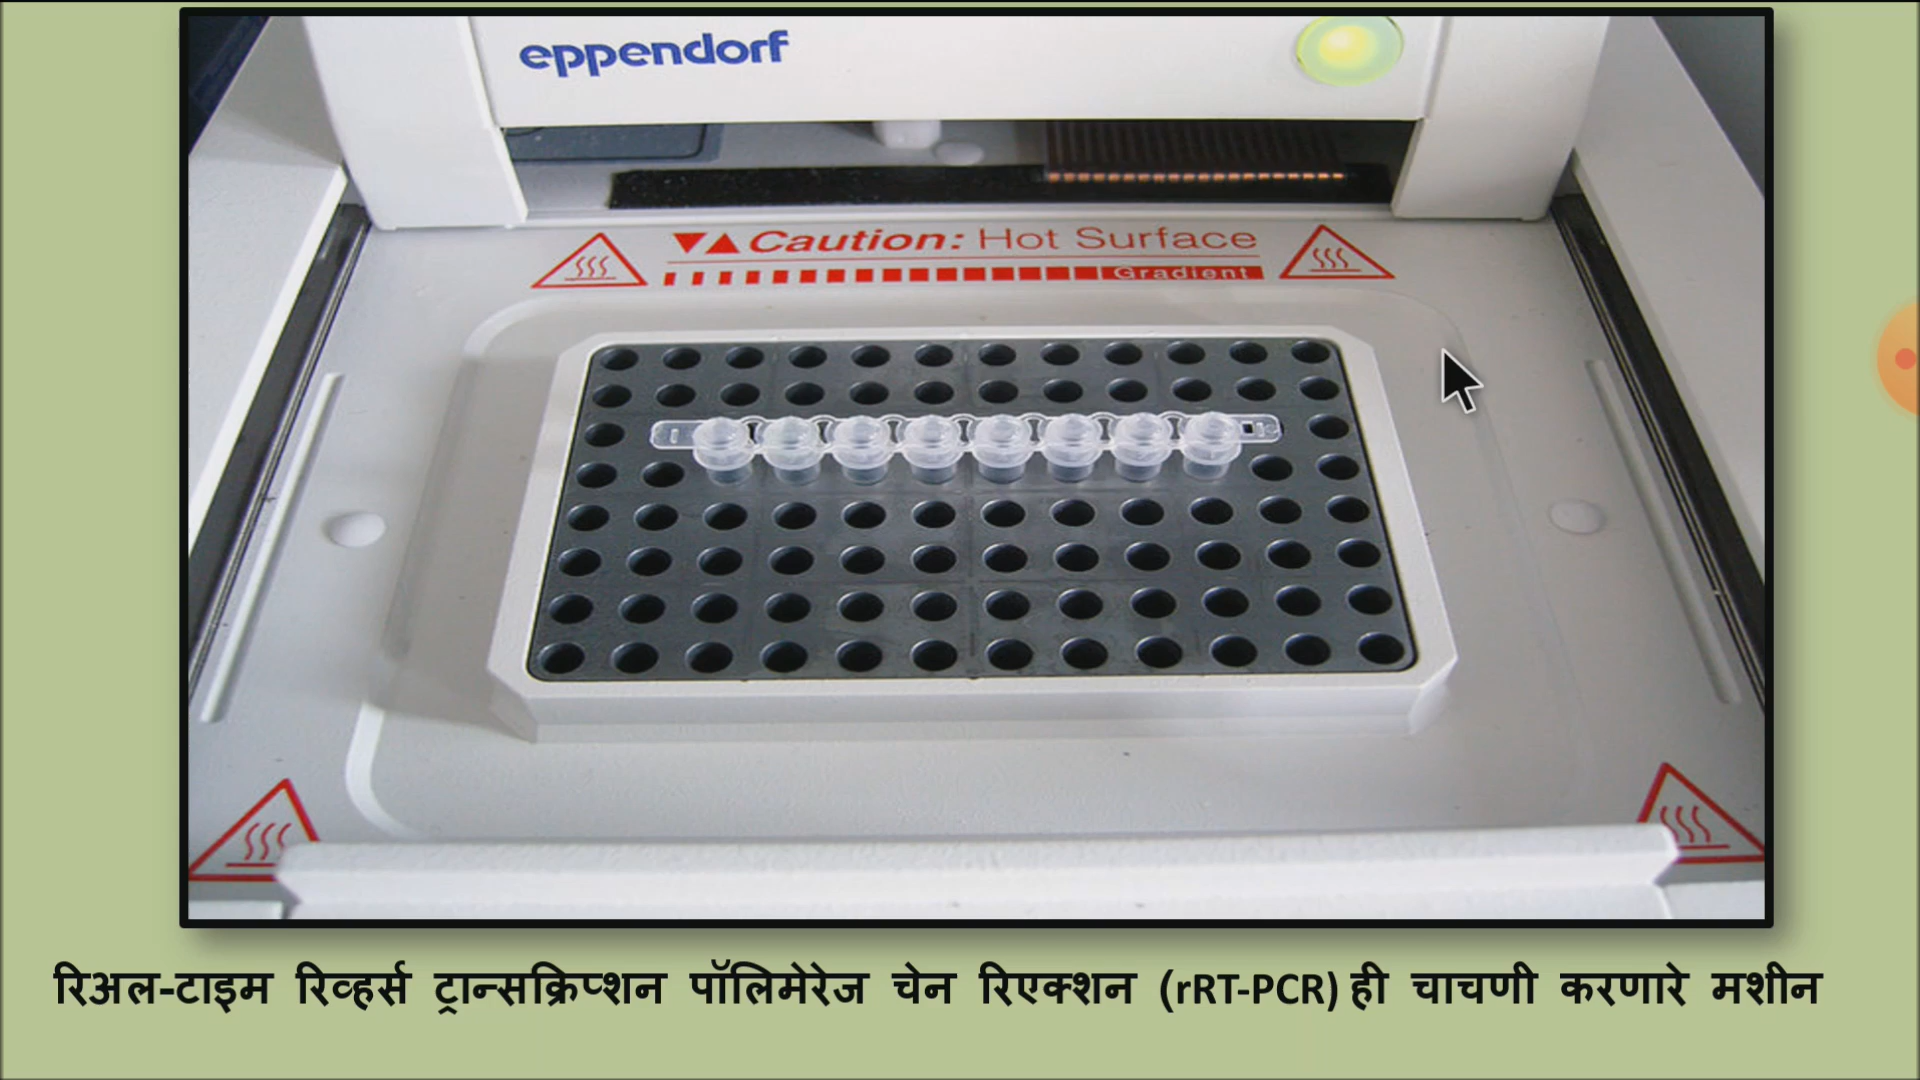 eppendorf
Caution: Hot Surface
Gradient
रिअल-टाइम रिव्हर्स ट्रान्सक्रिप्शन पॉलिमेरेज चेन रिएक्शन (rRT-PCR) ही चाचणी करणारे मशीन